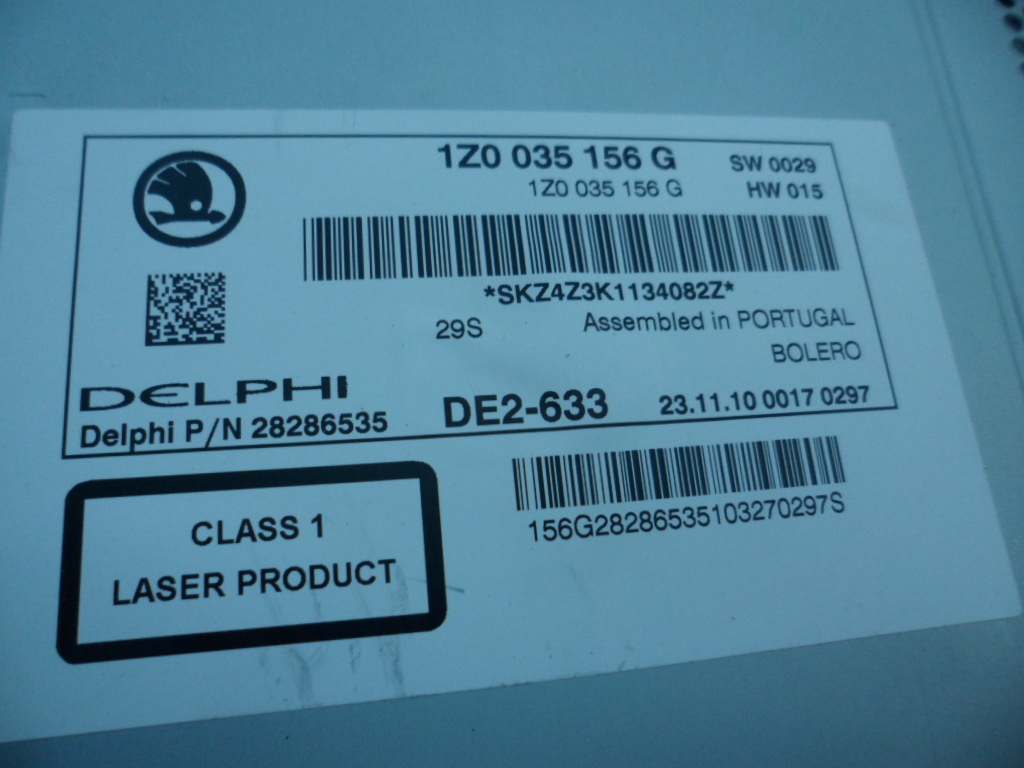 1Z0 035 156 G SW 0029
1Z0 035 156 G HW 015
*SKZ4Z3K1134082Z*
29S Assembled in PORTUGAL
BOLERO
DELPHI
Delphi P/N 28286535 DE2-633 23.11.10 0017 0297
156G28286535103270297S
CLASS 1
LASER PRODUCT